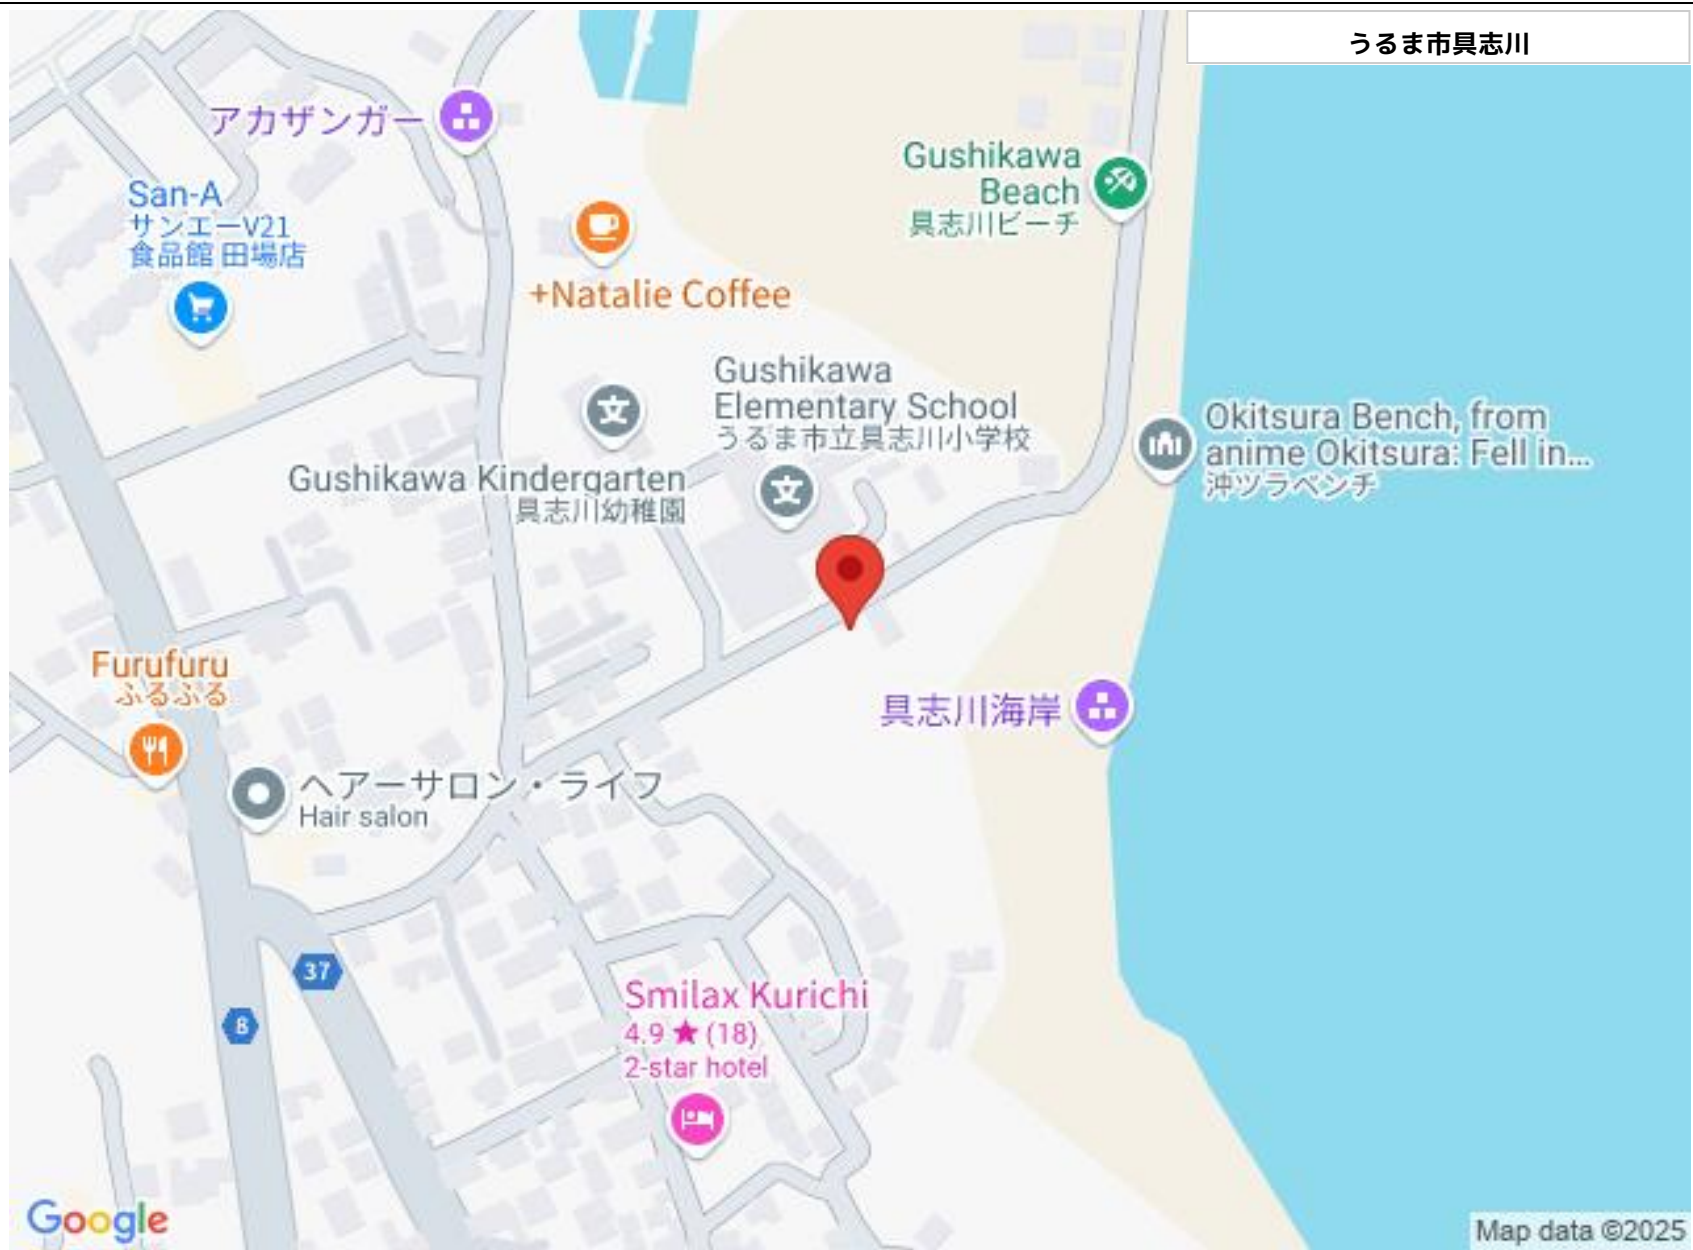 うるま市具志川
アカザンガー
Gushikawa
Beach
具志川ビーチ
San-A
サンエーV21
食品館 田場店
+Natalie Coffee
Gushikawa
Elementary School
うるま市立具志川小学校
Okitsura Bench, from
anime Okitsura: Fell in...
沖ツラベンチ
Gushikawa Kindergarten
具志川幼稚園
Furufuru
ふるふる
具志川海岸
ヘアーサロン・ライフ
Hair salon
37
8
Smilax Kurichi
4.9 ★ (18)
2-star hotel
Google
Map data ©2025